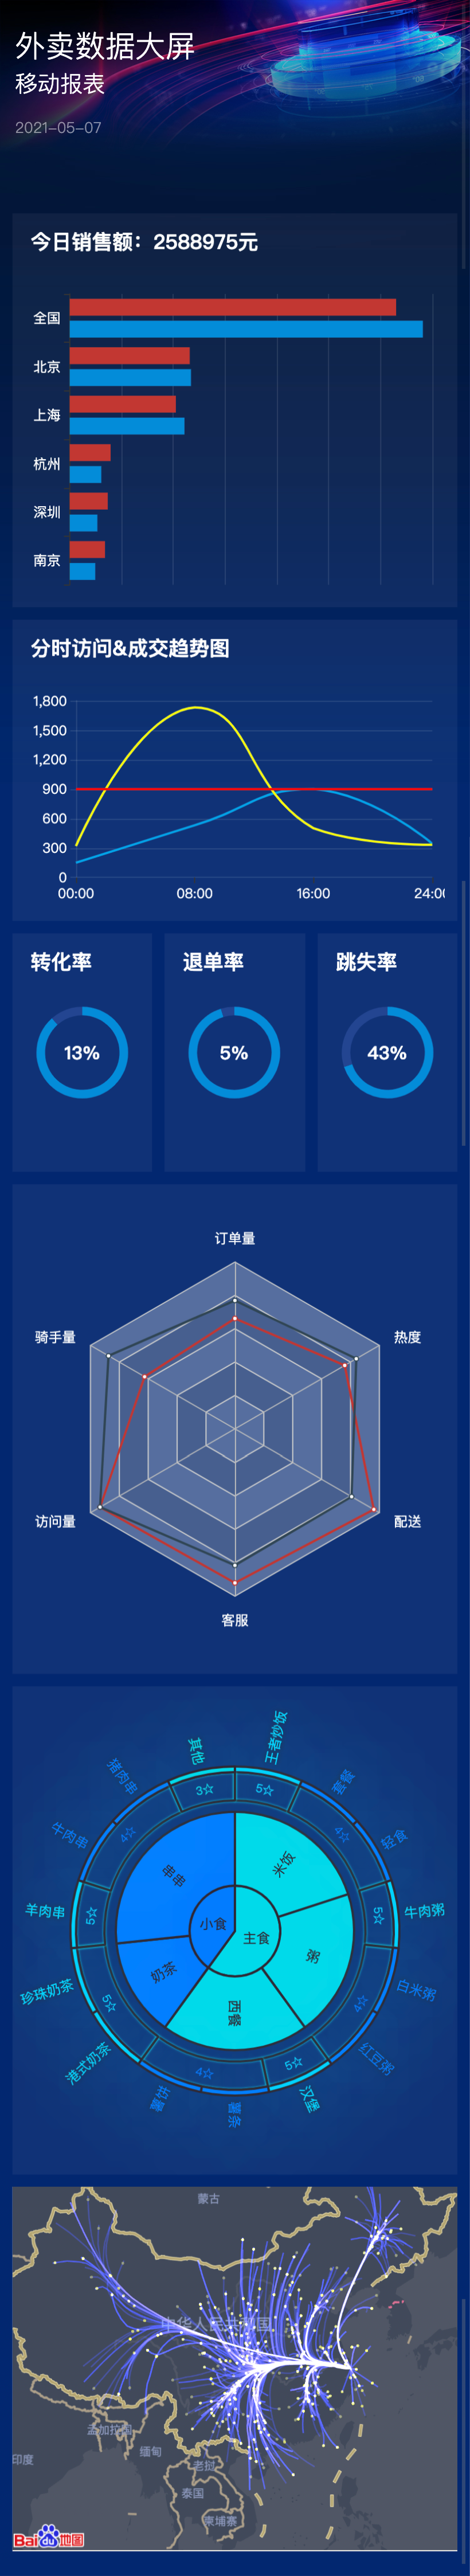 外卖数据大屏
移动报表
2021-05-07
今日销售额：2588975元
全国
北京
上海
杭州
深圳
南京
分时访问&成交趋势图
1,800
1,500
1,200
900
600
300
0
00:00
08:00
16:00
24:0
转化率
退单率
跳失率
13%
5%
43%
订单量
骑手量
热度
访问量
配送
客服
王者炒饭
其他
套餐
猪肉串
轻食
牛肉串
牛肉粥
羊肉串
白米粥
珍珠奶茶
红豆粥
港式奶茶
汉堡
薯饼
薯条
3☆
5☆
4☆
4☆
5☆
5☆
5☆
4☆
4☆
5☆
串串
米饭
小食
主食
奶茶
粥
西餐
蒙古
中华人民共和国
孟加拉国
印度
缅甸
老挝
泰国
柬埔寨
Bai du 地图